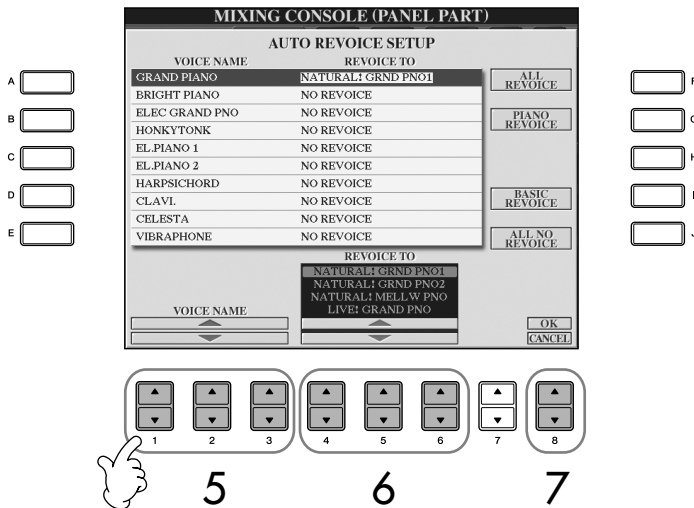 MIXING CONSOLE (PANEL PART)
AUTO REVOICE SETUP
VOICE NAME REVOICE TO
GRAND PIANO NATURAL! GRND PNO1
BRIGHT PIANO NO REVOICE
ELEC GRAND PNO NO REVOICE
HONKYTONK NO REVOICE
EL.PIANO 1 NO REVOICE
EL.PIANO 2 NO REVOICE
HARPSICHORD NO REVOICE
CLAVI. NO REVOICE
CELESTA NO REVOICE
VIBRAPHONE NO REVOICE
ALL
REVOICE
PIANO
REVOICE
BASIC
REVOICE
ALL NO
REVOICE
A
B
C
D
E
REVOICE TO
NATURAL! GRND PNO1
NATURAL! GRND PNO2
NATURAL! MELLW PNO
LIVE! GRAND PNO
VOICE NAME
OK
CANCEL
1 2 3 4 5 6 7 8
5 6 7